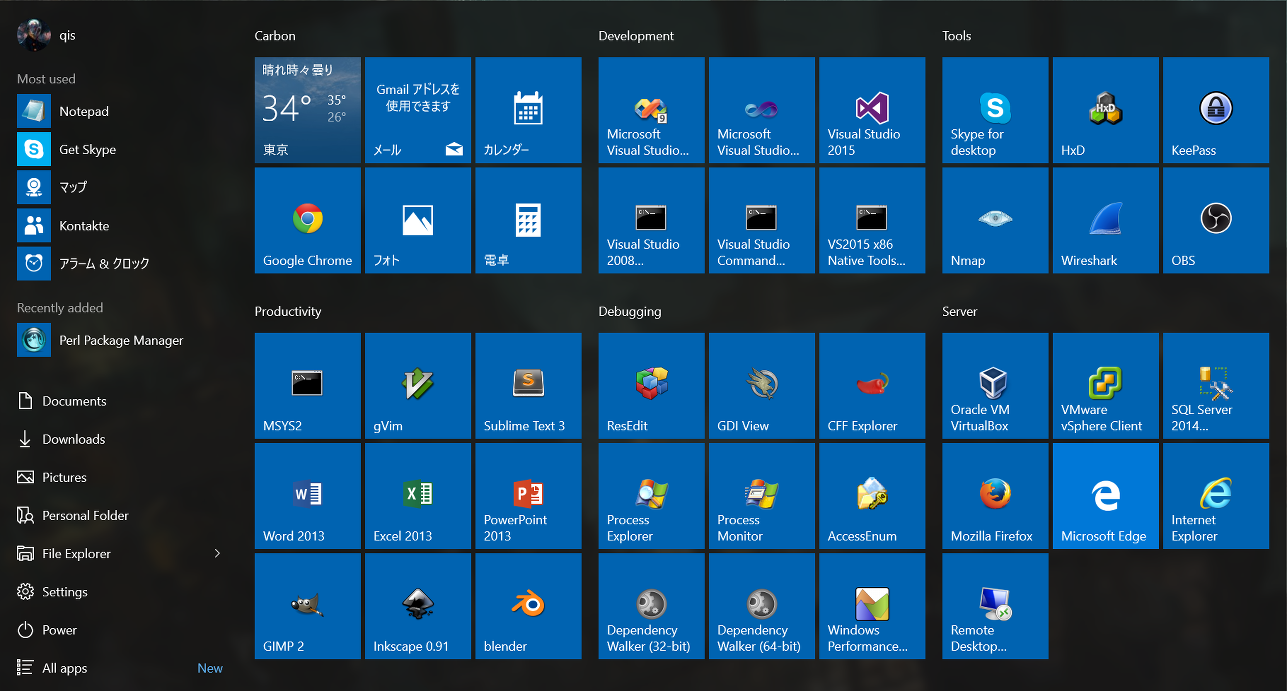 qis
Most used
Notepad
Get Skype
マップ
Kontakte
アラーム & クロック
Recently added
Perl Package Manager
Documents
Downloads
Pictures
Personal Folder
File Explorer
Settings
Power
All apps
New
Carbon
晴れ時々曇り
34°
35°
26°
東京
Gmail アドレスを
使用できます
メール
カレンダー
Google Chrome
フォト
電卓
Development
9
Microsoft
Visual Studio...
Microsoft
Visual Studio...
Visual Studio
2015
C:\_
Visual Studio
2008...
C:\_
Visual Studio
Command...
C:\_
VS2015 x86
Native Tools...
Tools
S
Skype for
desktop
HxD
HxD
KeePass
Nmap
Wireshark
OBS
Productivity
C:\_
MSYS2
gVim
S
Sublime Text 3
W
Word 2013
X
Excel 2013
P
PowerPoint
2013
GIMP 2
Inkscape 0.91
blender
Debugging
ResEdit
GDI View
CFF Explorer
Process
Explorer
Process
Monitor
AccessEnum
Dependency
Walker (32-bit)
Dependency
Walker (64-bit)
Windows
Performance...
Server
Oracle VM
VirtualBox
VMware
vSphere Client
SQL Server
2014...
Mozilla Firefox
Microsoft Edge
Internet
Explorer
Remote
Desktop...